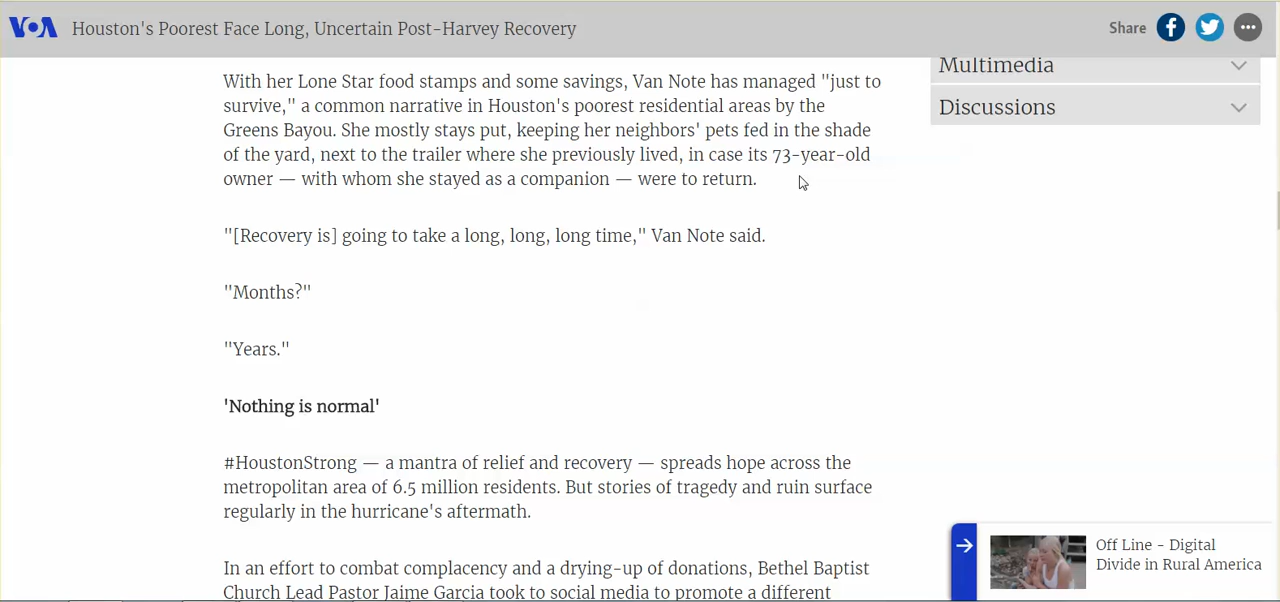 VOA Houston's Poorest Face Long, Uncertain Post-Harvey Recovery Share
Multimedia
Discussions
With her Lone Star food stamps and some savings, Van Note has managed "just to
survive," a common narrative in Houston's poorest residential areas by the
Greens Bayou. She mostly stays put, keeping her neighbors' pets fed in the shade
of the yard, next to the trailer where she previously lived, in case its 73-year-old
owner — with whom she stayed as a companion — were to return.
"[Recovery is] going to take a long, long, long time," Van Note said.
"Months?"
"Years."
'Nothing is normal'
#HoustonStrong — a mantra of relief and recovery — spreads hope across the
metropolitan area of 6.5 million residents. But stories of tragedy and ruin surface
regularly in the hurricane's aftermath.
In an effort to combat complacency and a drying-up of donations, Bethel Baptist
Church Lead Pastor Jaime Garcia took to social media to promote a different
Off Line - Digital
Divide in Rural America